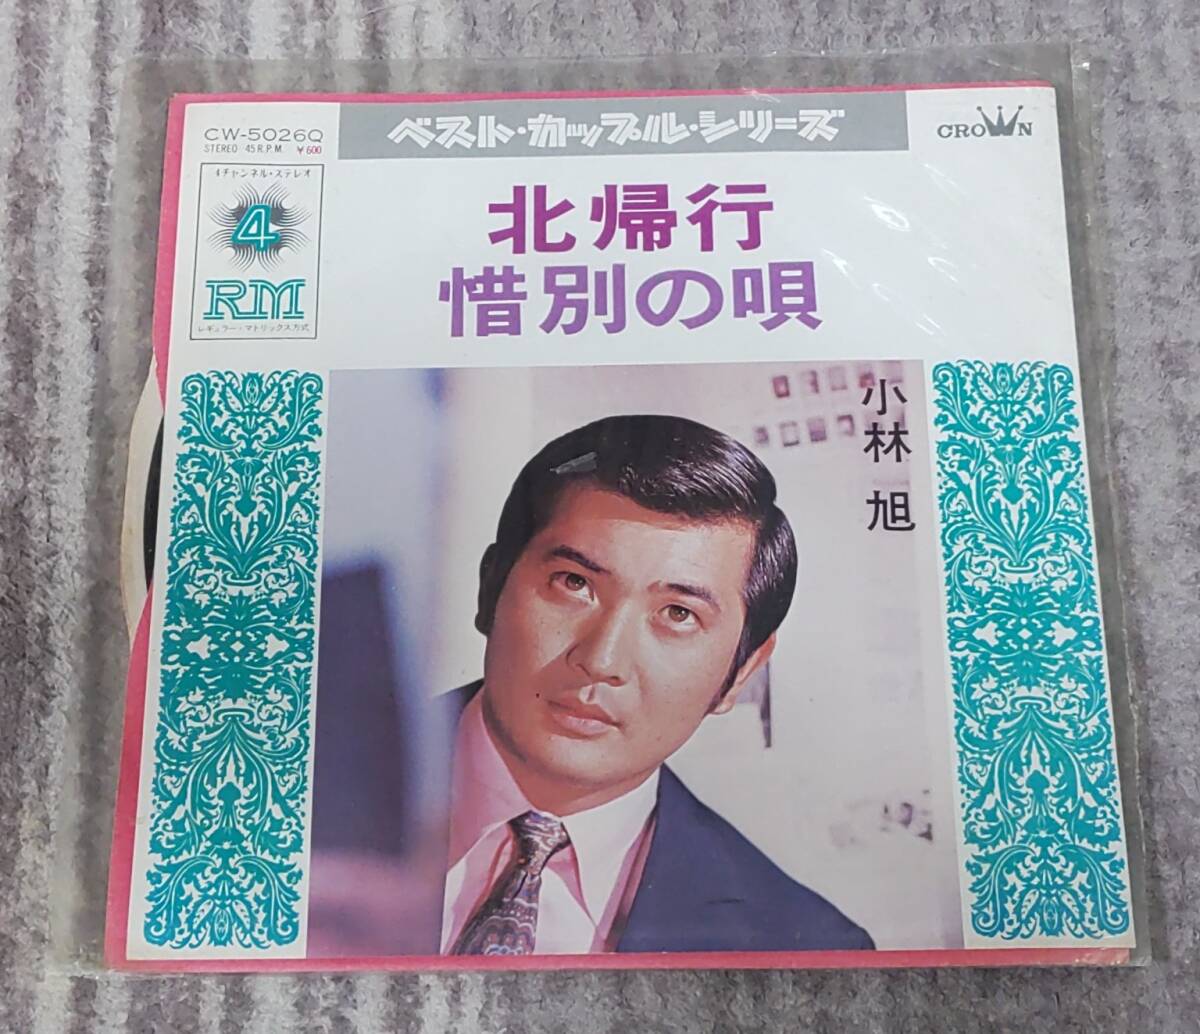 CW-5026Q
STEREO 45R.P.M. ¥600
4チャンネル・ステレオ
4
RM
レギュラー・マトリックス方式
ベスト・カップル・シリーズ
CROWN
北帰行
惜別の唄
小林 旭